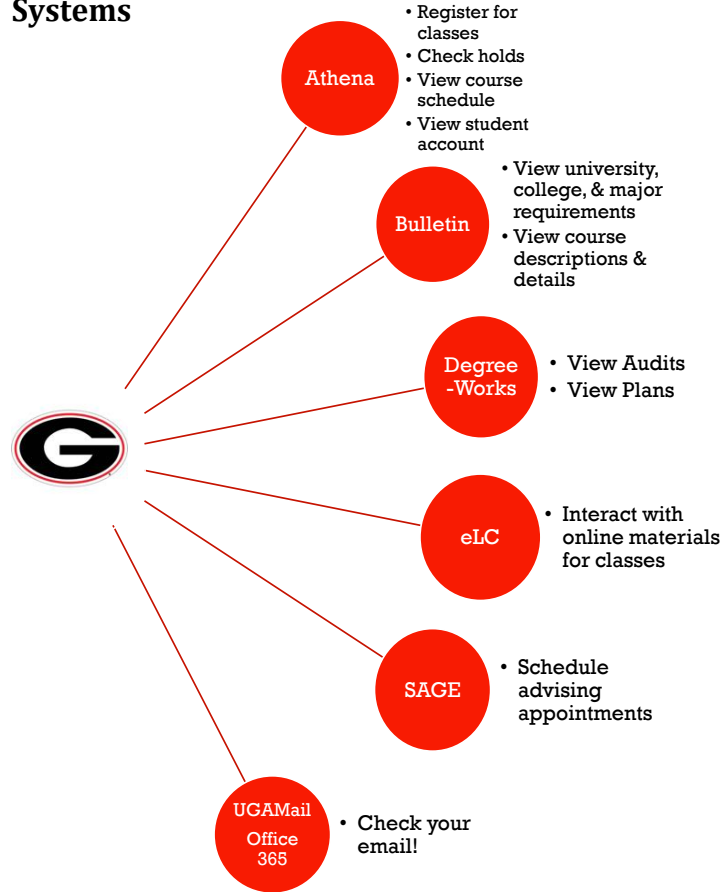 Systems
Athena
• Register for
classes
• Check holds
• View course
schedule
• View student
account
Bulletin
• View university,
college, & major
requirements
• View course
descriptions &
details
Degree
-Works
• View Audits
• View Plans
G
eLC
• Interact with
online materials
for classes
SAGE
• Schedule
advising
appointments
UGAMail
Office
365
• Check your
email!